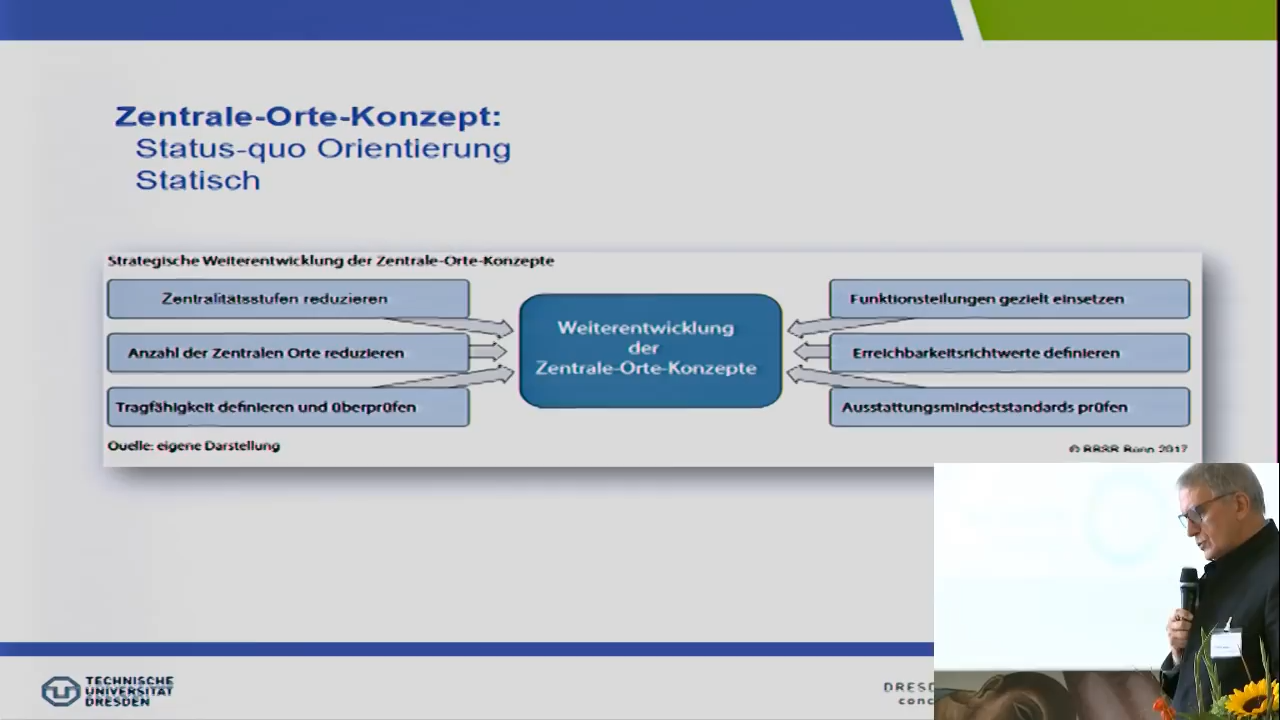 Zentrale-Orte-Konzept:
Status-quo Orientierung
Statisch
Strategische Weiterentwicklung der Zentrale-Orte-Konzepte
Zentralitätsstufen reduzieren
Anzahl der Zentralen Orte reduzieren
Tragfähigkeit definieren und überprüfen
Weiterentwicklung
der
Zentrale-Orte-Konzepte
Funktionsteilungen gezielt einsetzen
Erreichbarkeitsrichtwerte definieren
Ausstattungsmindeststandards prüfen
Quelle: eigene Darstellung
© BBSR Bonn 2017
TECHNISCHE
UNIVERSITÄT
DRESDEN
DRESD
conc